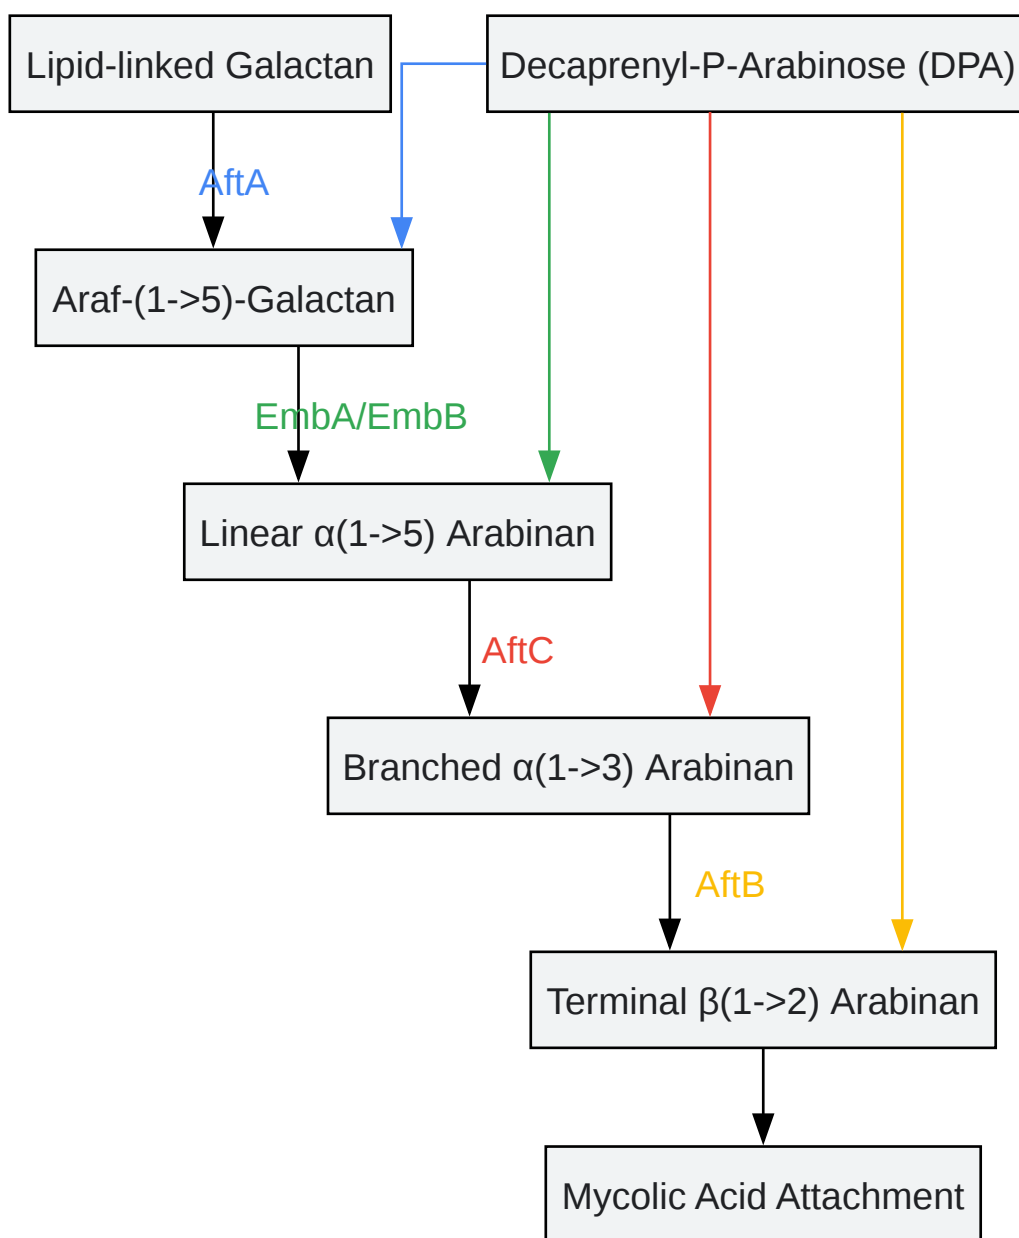 Lipid-linked Galactan
Decaprenyl-P-Arabinose (DPA)
AftA
Araf-(1->5)-Galactan
EmbA/EmbB
Linear α(1->5) Arabinan
AftC
Branched α(1->3) Arabinan
AftB
Terminal β(1->2) Arabinan
Mycolic Acid Attachment